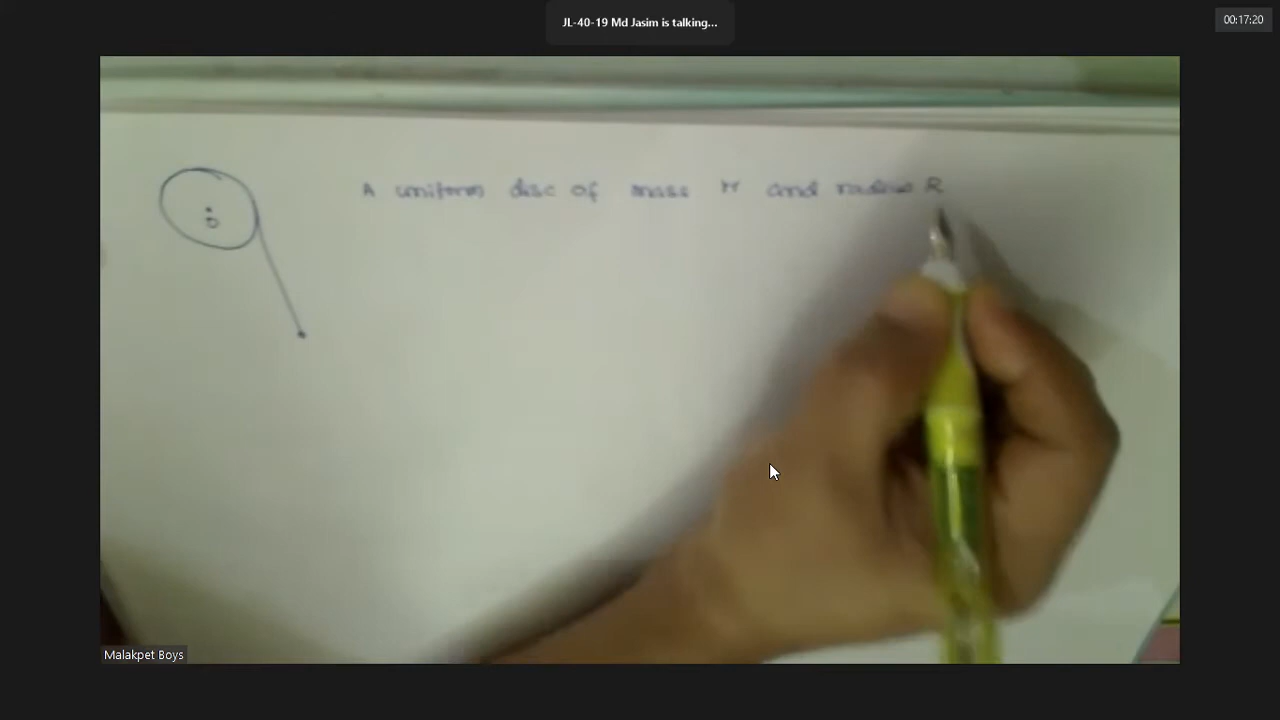 JL-40-19 Md Jasim is talking...
00:17:20
A uniform disc of mass M and radius R
O
Malakpet Boys